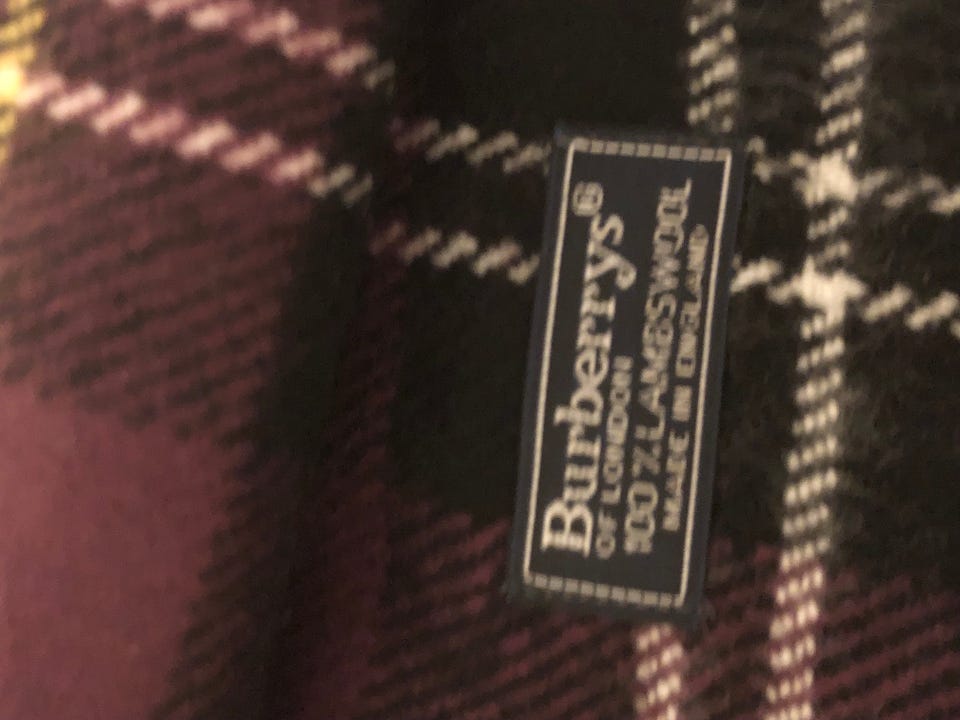 Burberrys®
OF LONDON
100% LAMBSWOOL
MADE IN ENGLAND